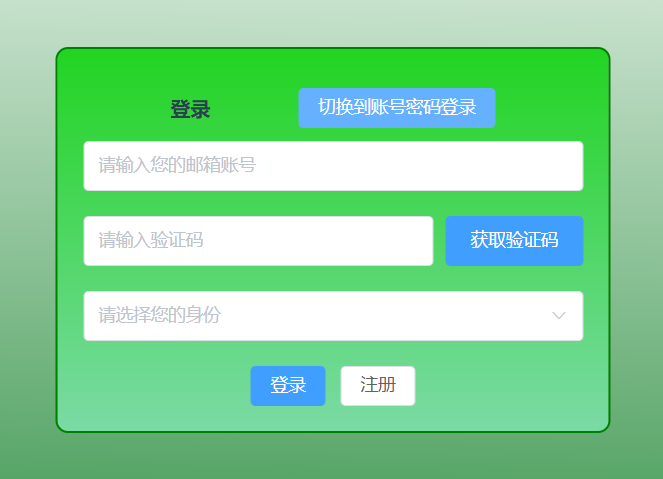 登录
切换到账号密码登录
请输入您的邮箱账号
请输入验证码
获取验证码
请选择您的身份
登录
注册